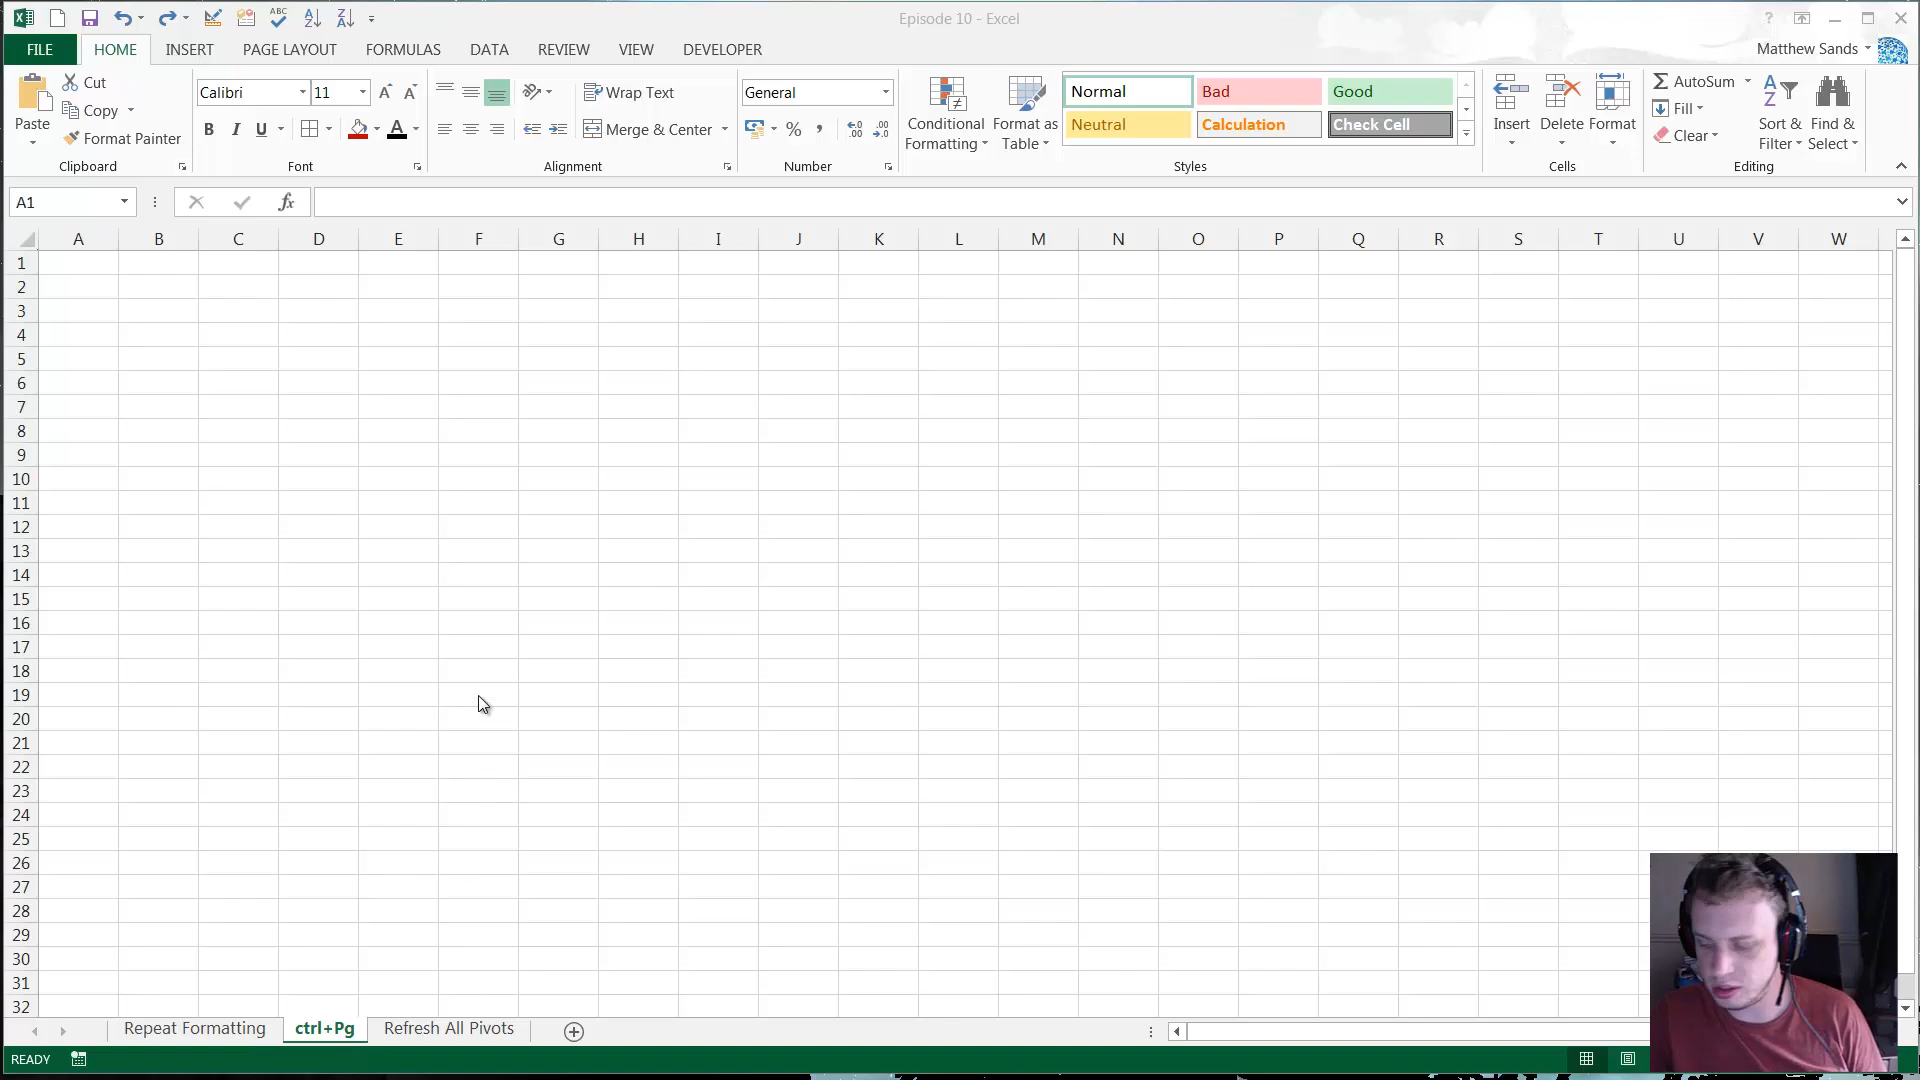 Episode 10 - Excel
ABC
?
FILE HOME INSERT PAGE LAYOUT FORMULAS DATA REVIEW VIEW DEVELOPER Matthew Sands
Paste
Cut
Copy
Format Painter
Clipboard
Calibri 11
B I U
Font
Wrap Text
Merge & Center
Alignment
General
%
Number
Conditional
Formatting
Format as
Table
Normal Bad Good
Neutral Calculation Check Cell
Styles
Insert Delete Format
Cells
AutoSum
Fill
Clear
Sort &
Filter
Find &
Select
Editing
A1 fx
A B C D E F G H I J K L M N O P Q R S T U V W
1
2
3
4
5
6
7
8
9
10
11
12
13
14
15
16
17
18
19
20
21
22
23
24
25
26
27
28
29
30
31
32
Repeat Formatting ctrl+Pg Refresh All Pivots
READY